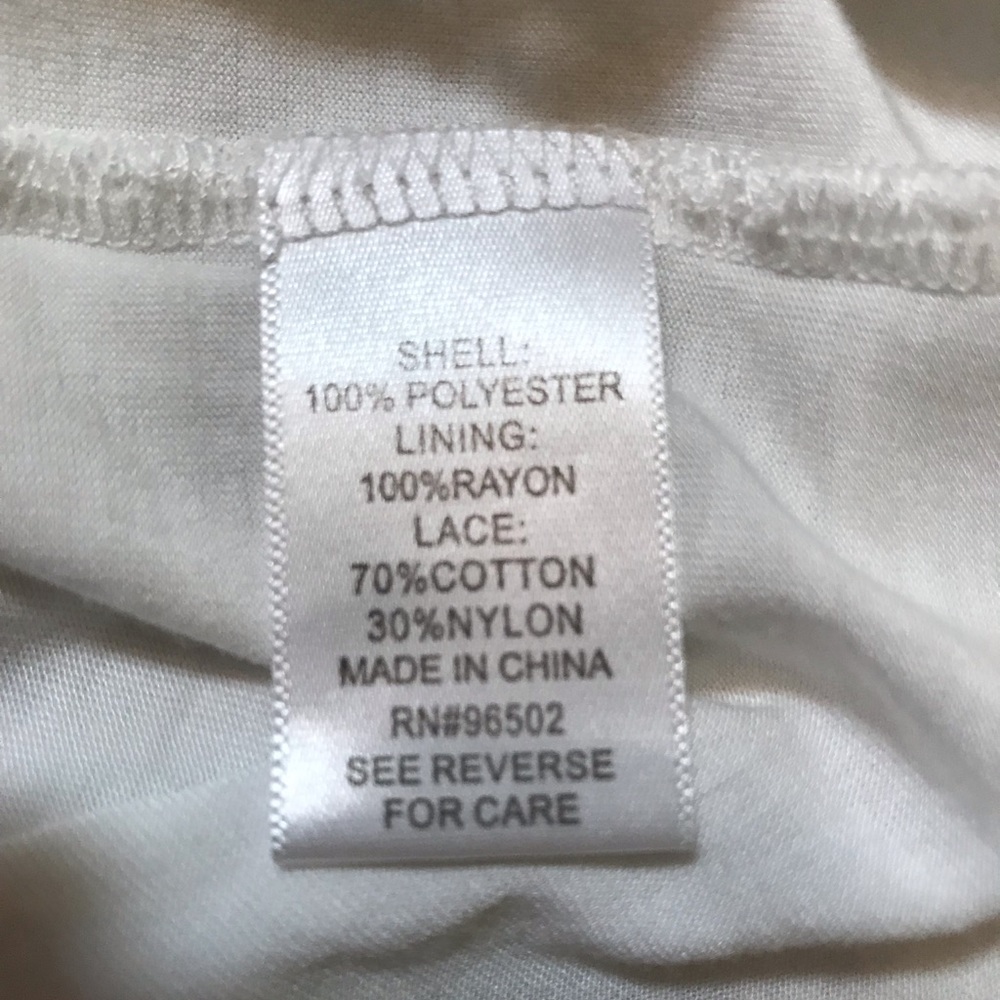 SHELL:
100% POLYESTER
LINING:
100%RAYON
LACE:
70%COTTON
30%NYLON
MADE IN CHINA
RN#96502
SEE REVERSE
FOR CARE